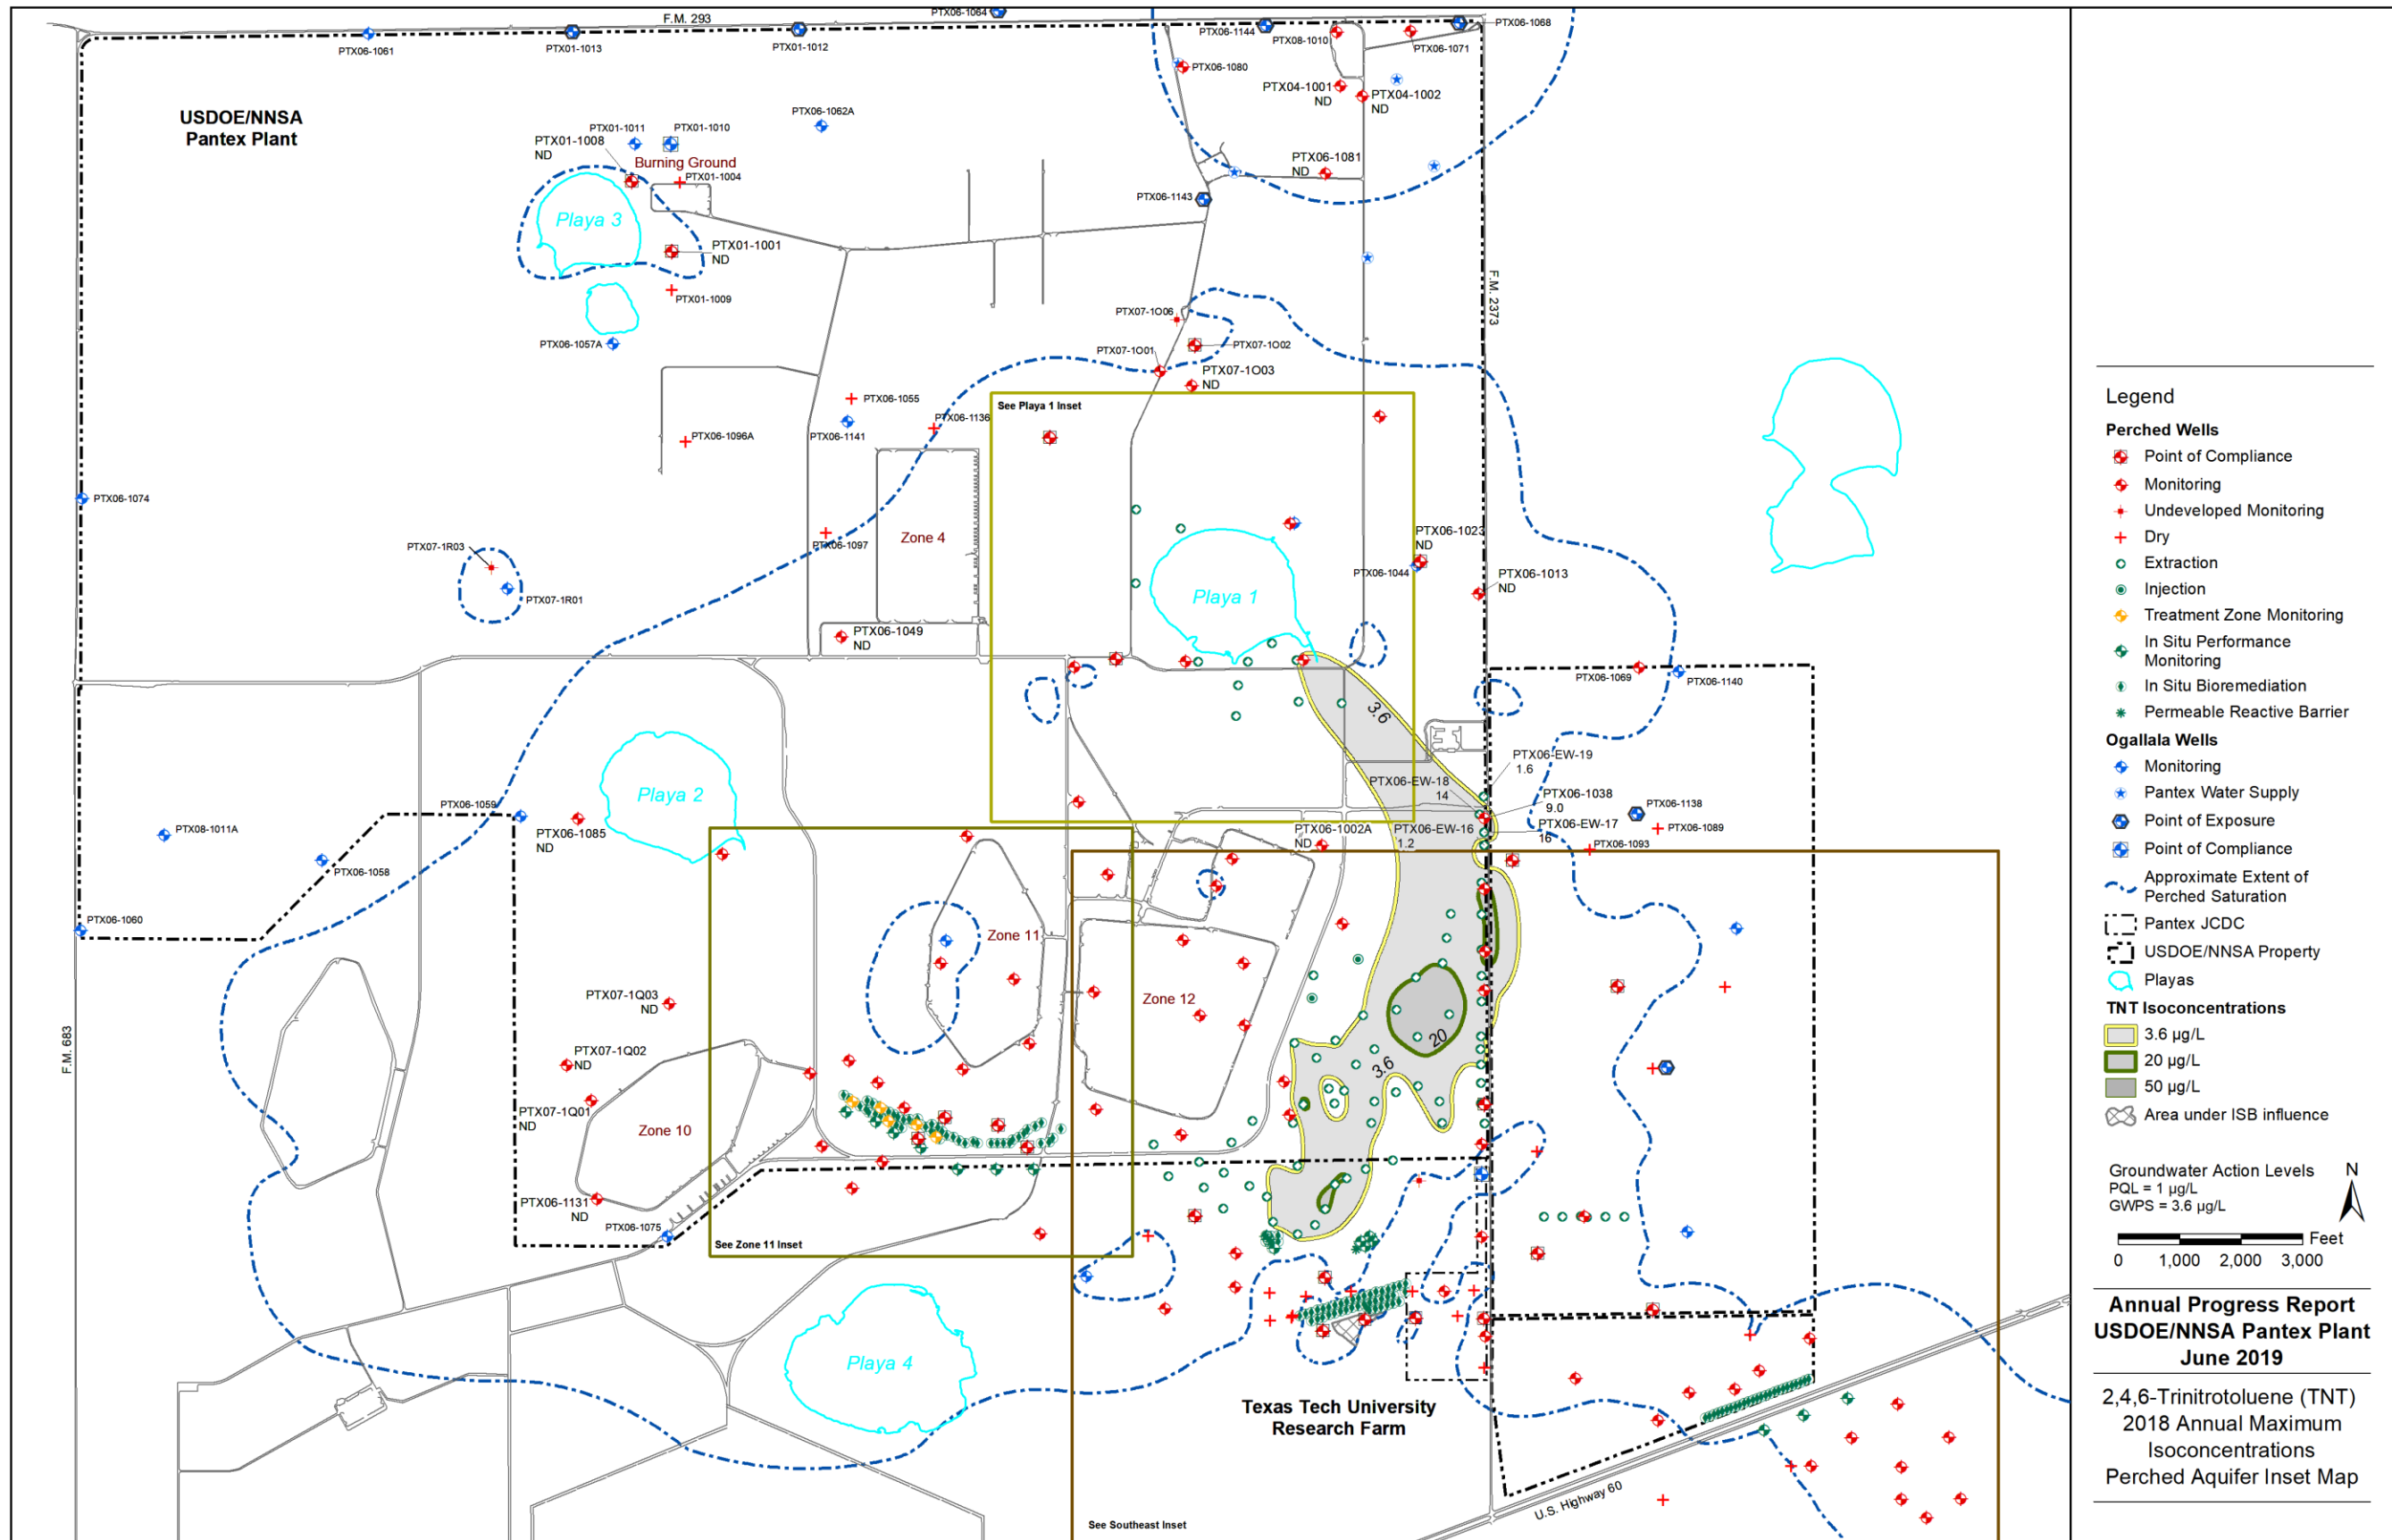 F.M. 293
PTX06-1064
PTX06-1061
PTX01-1013
PTX01-1012
PTX06-1144
PTX08-1010
PTX06-1071
PTX06-1068
PTX06-1080
PTX04-1001
ND
PTX04-1002
ND
USDOE/NNSA
Pantex Plant
PTX06-1062A
PTX01-1011
PTX01-1010
PTX01-1008
ND
Burning Ground
PTX01-1004
PTX06-1081
ND
PTX06-1143
Playa 3
PTX01-1001
ND
PTX01-1009
PTX06-1057A
F.M. 2373
PTX07-1O06
PTX07-1O02
PTX07-1O01
PTX07-1O03
ND
PTX06-1055
PTX06-1136
PTX06-1141
PTX06-1096A
See Playa 1 Inset
PTX06-1074
PTX06-1097
Zone 4
PTX06-1023
ND
PTX06-1044
PTX06-1013
ND
PTX07-1R03
PTX07-1R01
Playa 1
PTX06-1049
ND
PTX06-1069
PTX06-1140
3.6
PTX06-EW-19
1.6
PTX06-EW-18
14
PTX06-1038
9.0
PTX06-EW-17
16
PTX06-EW-16
1.2
PTX06-1002A
ND
PTX06-1138
PTX06-1089
PTX06-1093
Playa 2
PTX06-1059
PTX06-1085
ND
PTX08-1011A
PTX06-1058
PTX06-1060
Zone 11
Zone 12
PTX07-1Q03
ND
PTX07-1Q02
ND
PTX07-1Q01
ND
Zone 10
20
3.6
F.M. 683
PTX06-1131
ND
PTX06-1075
See Zone 11 Inset
Playa 4
Texas Tech University
Research Farm
U.S. Highway 60
See Southeast Inset
Legend
Perched Wells
Point of Compliance
Monitoring
Undeveloped Monitoring
Dry
Extraction
Injection
Treatment Zone Monitoring
In Situ Performance
Monitoring
In Situ Bioremediation
Permeable Reactive Barrier
Ogallala Wells
Monitoring
Pantex Water Supply
Point of Exposure
Point of Compliance
Approximate Extent of
Perched Saturation
Pantex JCDC
USDOE/NNSA Property
Playas
TNT Isoconcentrations
3.6 µg/L
20 µg/L
50 µg/L
Area under ISB influence
Groundwater Action Levels
PQL = 1 µg/L
GWPS = 3.6 µg/L
N
Feet
0 1,000 2,000 3,000
Annual Progress Report
USDOE/NNSA Pantex Plant
June 2019
2,4,6-Trinitrotoluene (TNT)
2018 Annual Maximum
Isoconcentrations
Perched Aquifer Inset Map